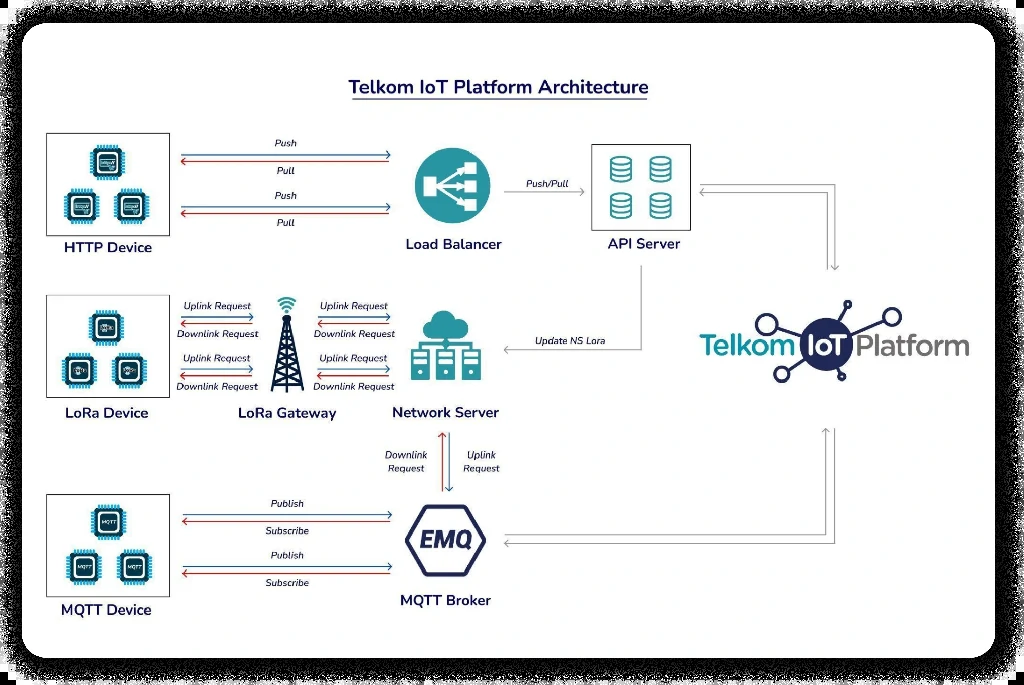 Telkom IoT Platform Architecture
Push
Pull
Push
Pull
Push/Pull
HTTP Device
Load Balancer
API Server
Uplink Request
Downlink Request
Uplink Request
Downlink Request
Uplink Request
Downlink Request
Uplink Request
Downlink Request
Update NS Lora
Telkom IoT Platform
LoRa Device
LoRa Gateway
Network Server
Downlink
Request
Uplink
Request
MQTT
MQTT
MQTT
Publish
Subscribe
Publish
Subscribe
EMQ
MQTT Device
MQTT Broker